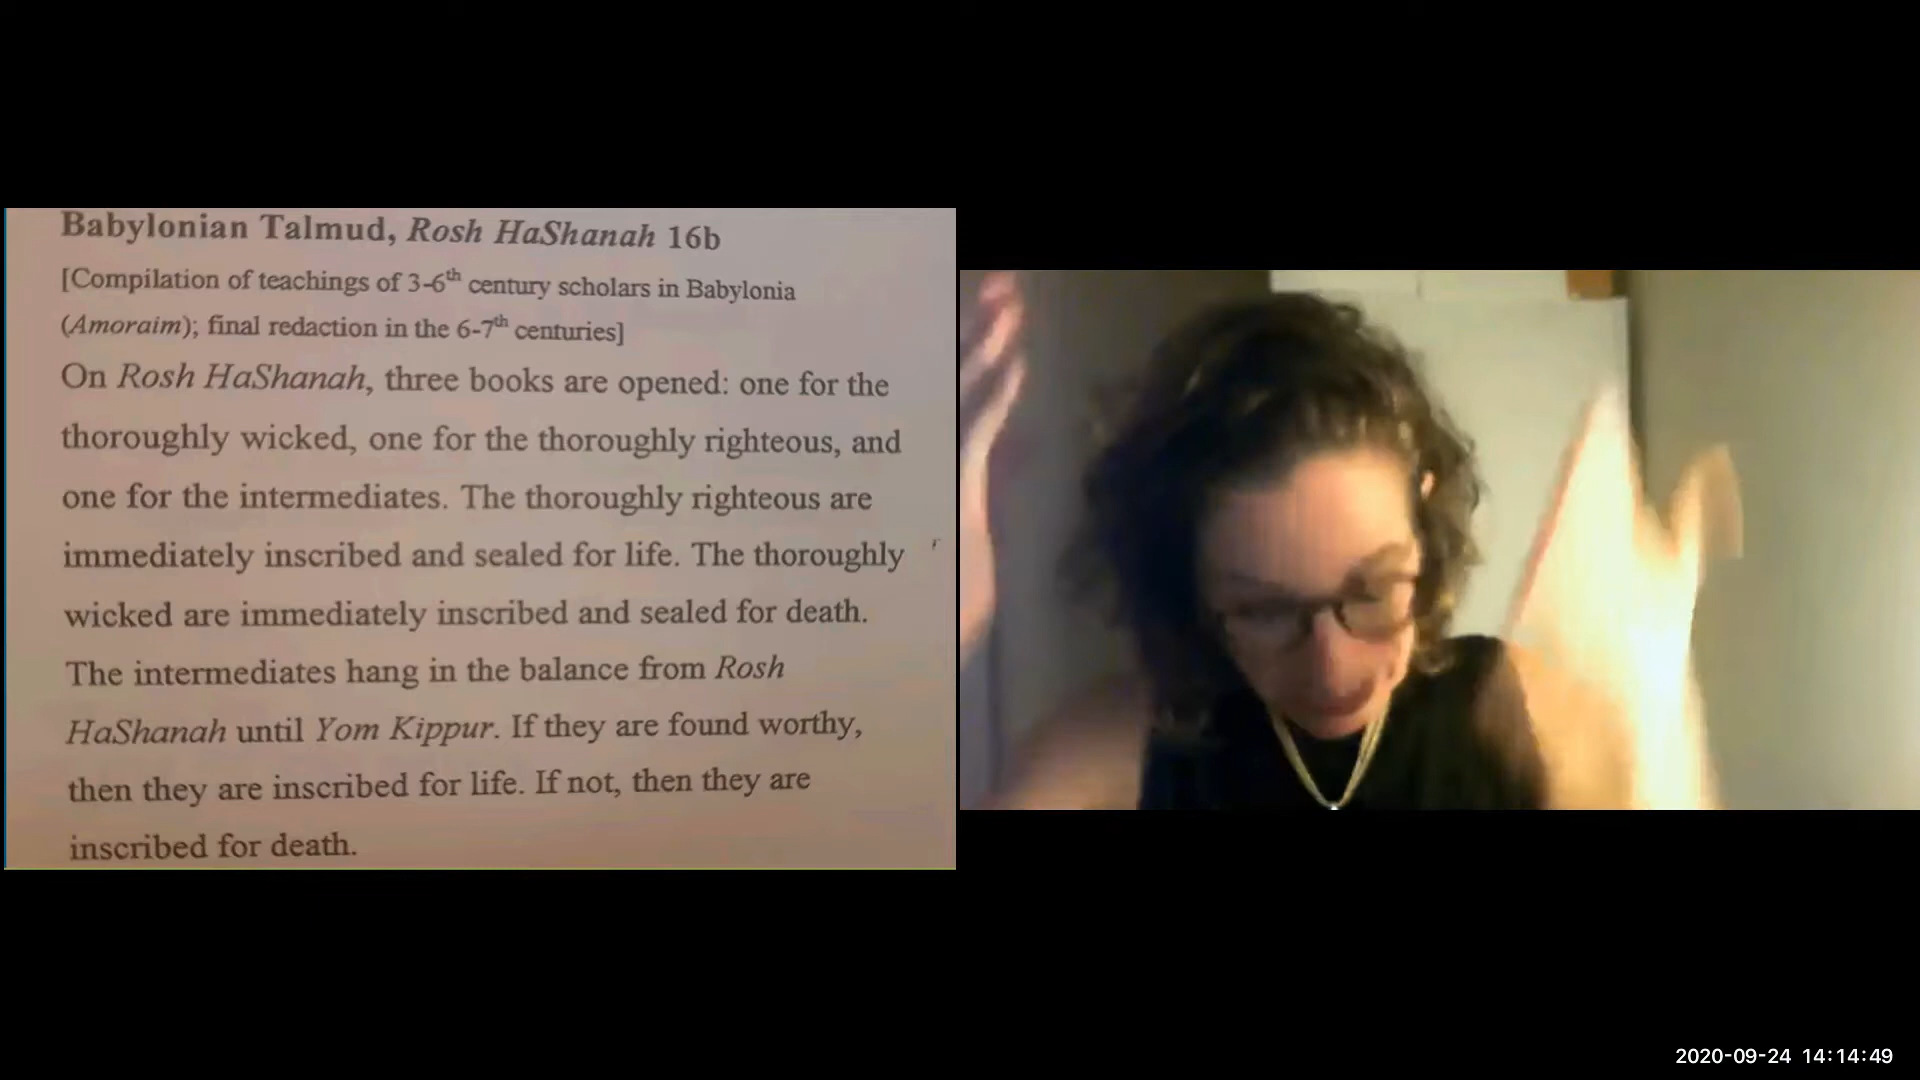 Babylonian Talmud, Rosh HaShanah 16b
[Compilation of teachings of 3-6th century scholars in Babylonia
(Amoraim); final redaction in the 6-7th centuries]
On Rosh HaShanah, three books are opened: one for the
thoroughly wicked, one for the thoroughly righteous, and
one for the intermediates. The thoroughly righteous are
immediately inscribed and sealed for life. The thoroughly
wicked are immediately inscribed and sealed for death.
The intermediates hang in the balance from Rosh
HaShanah until Yom Kippur. If they are found worthy,
then they are inscribed for life. If not, then they are
inscribed for death.
2020-09-24 14:14:49